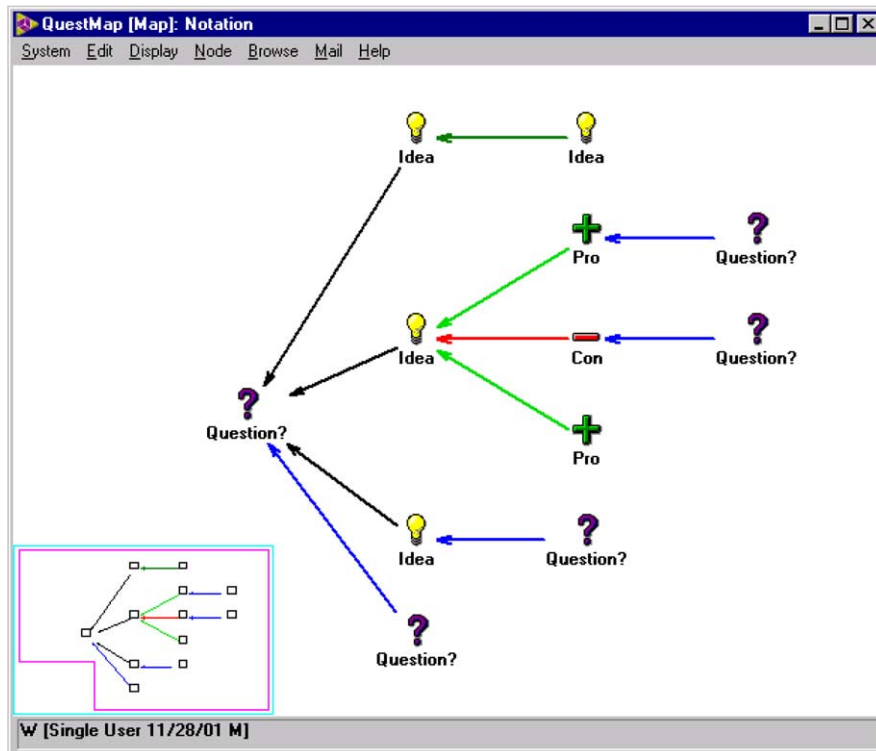 QuestMap [Map]: Notation
System Edit Display Node Browse Mail Help
Idea Idea
Pro Question?
Idea Con Question?
Question?
Pro
Idea Question?
Question?
W [Single User 11/28/01 M]